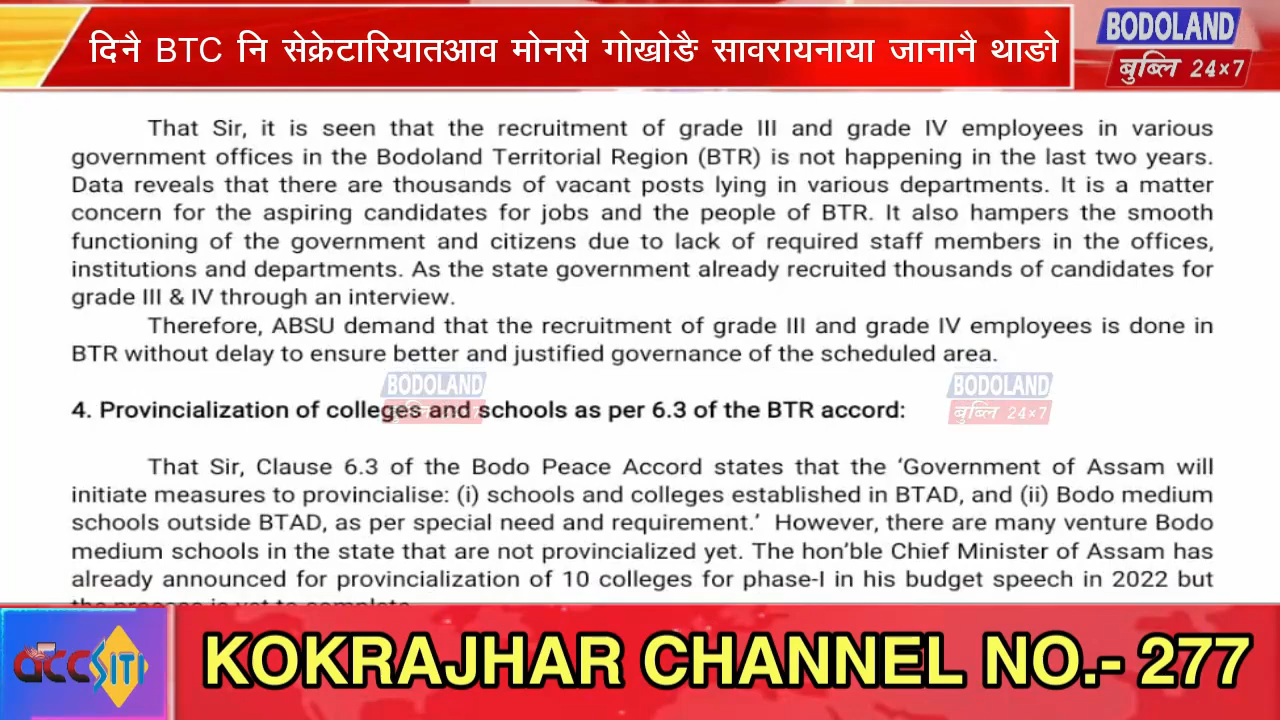 दिनै BTC नि सेक्रेटारियातआव मोनसे गोख्रोङै सावरायनाया जानानै थाङो
BODOLAND
बुब्लि 24×7
That Sir, it is seen that the recruitment of grade III and grade IV employees in various
government offices in the Bodoland Territorial Region (BTR) is not happening in the last two years.
Data reveals that there are thousands of vacant posts lying in various departments. It is a matter
concern for the aspiring candidates for jobs and the people of BTR. It also hampers the smooth
functioning of the government and citizens due to lack of required staff members in the offices,
institutions and departments. As the state government already recruited thousands of candidates for
grade III & IV through an interview.
Therefore, ABSU demand that the recruitment of grade III and grade IV employees is done in
BTR without delay to ensure better and justified governance of the scheduled area.
BODOLAND
बुब्लि 24×7
BODOLAND
बुब्लि 24×7
4. Provincialization of colleges and schools as per 6.3 of the BTR accord:
That Sir, Clause 6.3 of the Bodo Peace Accord states that the ‘Government of Assam will
initiate measures to provincialise: (i) schools and colleges established in BTAD, and (ii) Bodo medium
schools outside BTAD, as per special need and requirement.’ However, there are many venture Bodo
medium schools in the state that are not provincialized yet. The hon’ble Chief Minister of Assam has
already announced for provincialization of 10 colleges for phase-I in his budget speech in 2022 but
the process is yet to complete.
ACC SITI
KOKRAJHAR CHANNEL NO.- 277